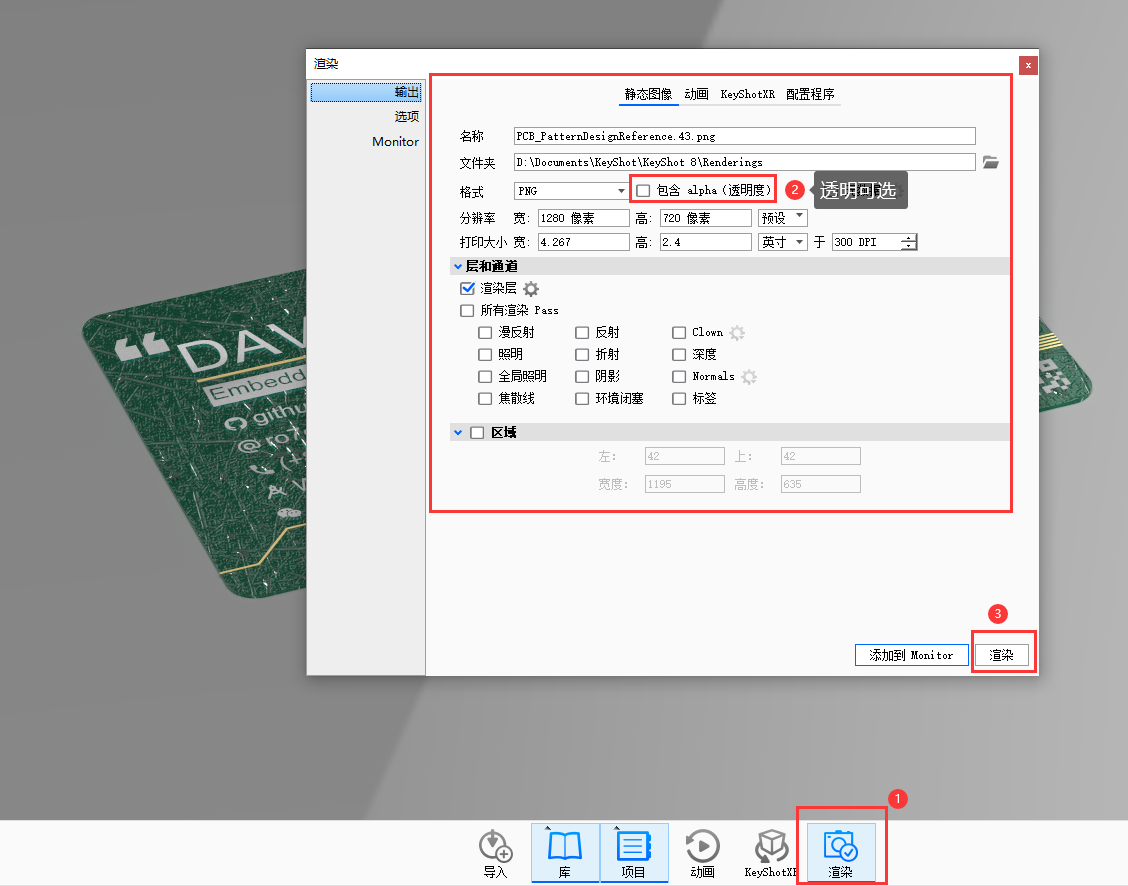 渲染
x
输出
选项
Monitor
静态图像 动画 KeyShotXR 配置程序
名称 PCB_PatternDesignReference.43.png
文件夹 D:\Documents\KeyShot\KeyShot 8\Renderings
格式 PNG 包含 alpha (透明度) 2 透明可选
分辨率 宽: 1280 像素 高: 720 像素 预设
打印大小 宽: 4.267 高: 2.4 英寸 于 300 DPI
层和通道
渲染层
所有渲染 Pass
漫反射 反射 Clown
照明 折射 深度
全局照明 阴影 Normals
焦散线 环境闭塞 标签
区域
左: 42 上: 42
宽度: 1195 高度: 635
“DAV
Embedd
githu
@ro
(+
& V
3
添加到 Monitor 渲染
1
导入 库 项目 动画 KeyShotXR 渲染